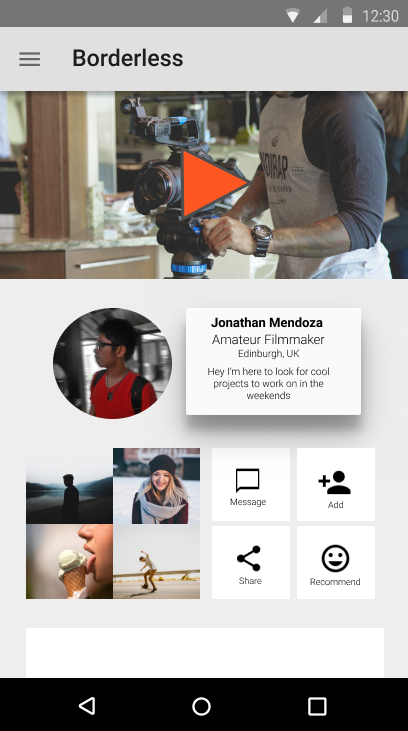 12:30
Borderless
Jonathan Mendoza
Amateur Filmmaker
Edinburgh, UK
Hey I'm here to look for cool
projects to work on in the
weekends
Message
Add
Share
Recommend